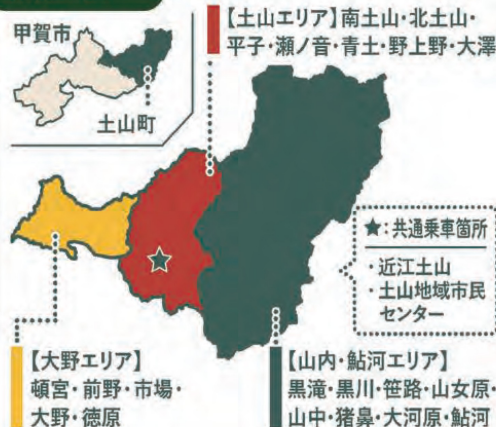 甲賀市
土山町
【土山エリア】南土山・北土山・
平子・瀬ノ音・青土・野上野・大澤
★:共通乗車箇所
・近江土山
・土山地域市民
センター
【大野エリア】
頓宮・前野・市場・
大野・徳原
【山内・鮎河エリア】
黒滝・黒川・笹路・山女原・
山中・猪鼻・大河原・鮎河